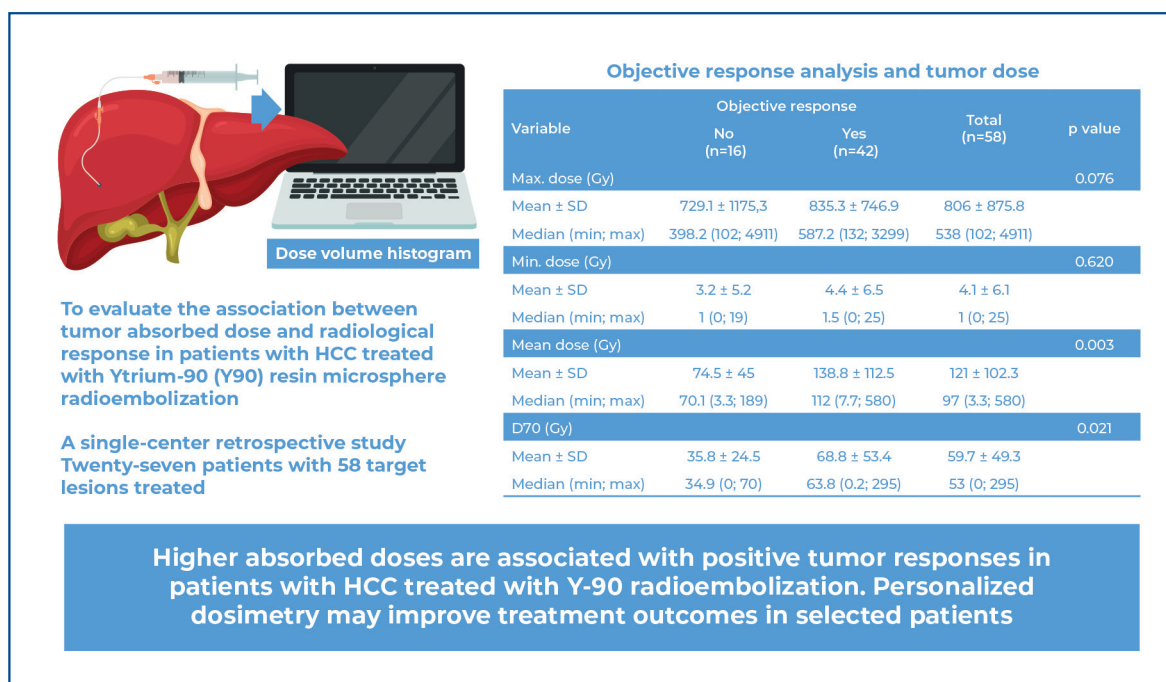 Dose volume histogram
To evaluate the association between
tumor absorbed dose and radiological
response in patients with HCC treated
with Ytrium-90 (Y90) resin microsphere
radioembolization
A single-center retrospective study
Twenty-seven patients with 58 target
lesions treated
Objective response analysis and tumor dose
Variable Objective response Total (n=58) p value
No (n=16) Yes (n=42)
Max. dose (Gy) 0.076
Mean ± SD 729.1 ± 1175,3 835.3 ± 746.9 806 ± 875.8
Median (min; max) 398.2 (102; 4911) 587.2 (132; 3299) 538 (102; 4911)
Min. dose (Gy) 0.620
Mean ± SD 3.2 ± 5.2 4.4 ± 6.5 4.1 ± 6.1
Median (min; max) 1 (0; 19) 1.5 (0; 25) 1 (0; 25)
Mean dose (Gy) 0.003
Mean ± SD 74.5 ± 45 138.8 ± 112.5 121 ± 102.3
Median (min; max) 70.1 (3.3; 189) 112 (7.7; 580) 97 (3.3; 580)
D70 (Gy) 0.021
Mean ± SD 35.8 ± 24.5 68.8 ± 53.4 59.7 ± 49.3
Median (min; max) 34.9 (0; 70) 63.8 (0.2; 295) 53 (0; 295)
Higher absorbed doses are associated with positive tumor responses in
patients with HCC treated with Y-90 radioembolization. Personalized
dosimetry may improve treatment outcomes in selected patients